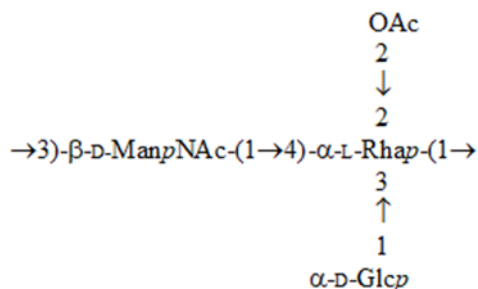 OAc
2
↓
2
→3)-β-D-ManpNAc-(1→4)-α-L-Rhap-(1→
3
↑
1
α-D-Glcp